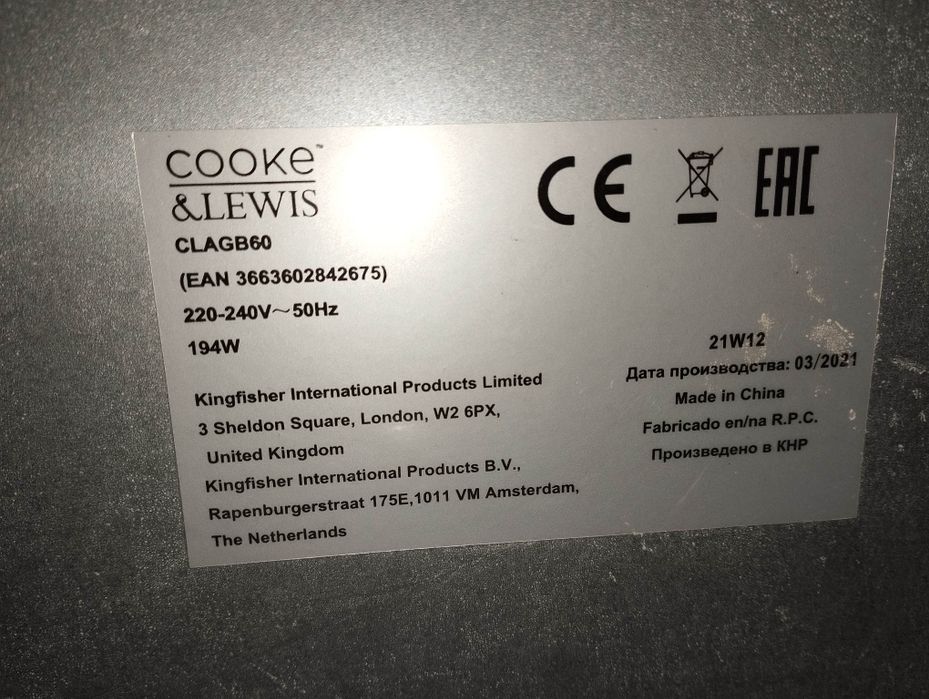 COOKe™
&LEWIS
CLAGB60
(EAN 3663602842675)
220-240V～50Hz
194W
Kingfisher International Products Limited
3 Sheldon Square, London, W2 6PX,
United Kingdom
Kingfisher International Products B.V.,
Rapenburgerstraat 175E,1011 VM Amsterdam,
The Netherlands
CE
EAC
21W12
Дата производства: 03/2021
Made in China
Fabricado en/na R.P.C.
Произведено в КНР